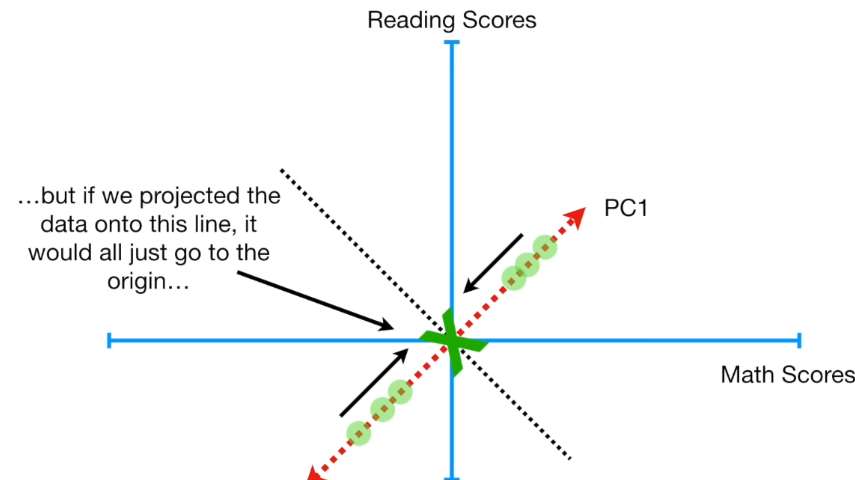 Reading Scores
…but if we projected the
data onto this line, it
would all just go to the
origin…
PC1
Math Scores